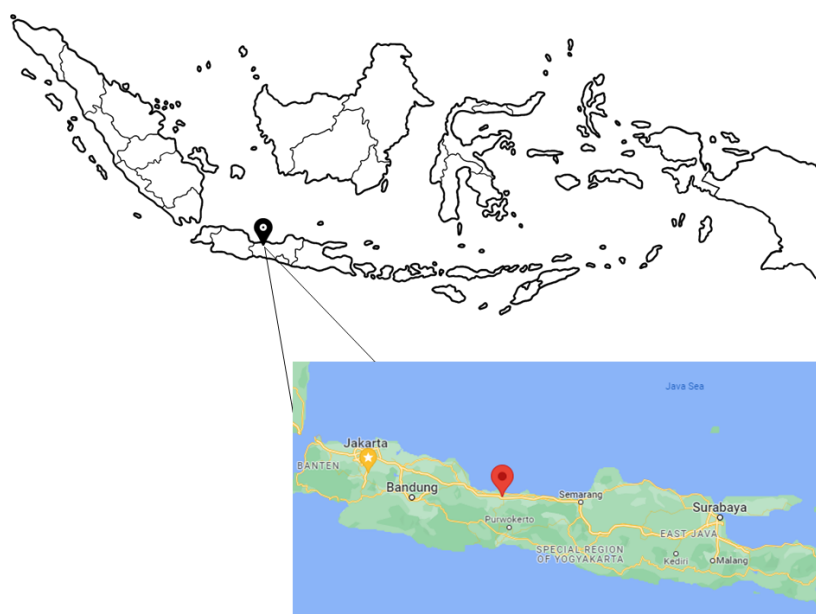 Java Sea
Jakarta
BANTEN
Bandung
Semarang
Surabaya
Purwokerto
EAST JAVA
SPECIAL REGION
OF YOGYAKARTA
Kediri
Malang